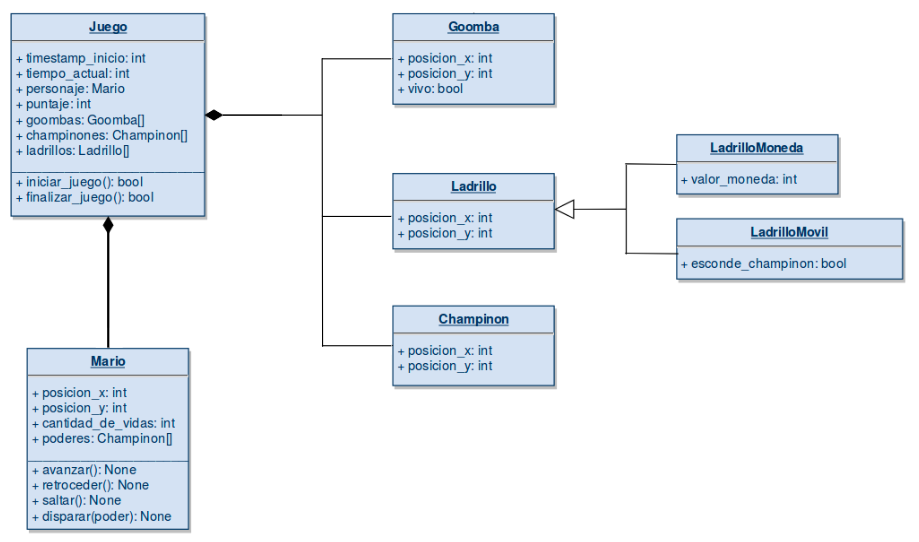 Juego
+ timestamp_inicio: int
+ tiempo_actual: int
+ personaje: Mario
+ puntaje: int
+ goombas: Goomba[]
+ champinones: Champinon[]
+ ladrillos: Ladrillo[]
+ iniciar_juego(): bool
+ finalizar_juego(): bool
Goomba
+ posicion_x: int
+ posicion_y: int
+ vivo: bool
Ladrillo
+ posicion_x: int
+ posicion_y: int
LadrilloMoneda
+ valor_moneda: int
LadrilloMovil
+ esconde_champinon: bool
Champinon
+ posicion_x: int
+ posicion_y: int
Mario
+ posicion_x: int
+ posicion_y: int
+ cantidad_de_vidas: int
+ poderes: Champinon[]
+ avanzar(): None
+ retroceder(): None
+ saltar(): None
+ disparar(poder): None